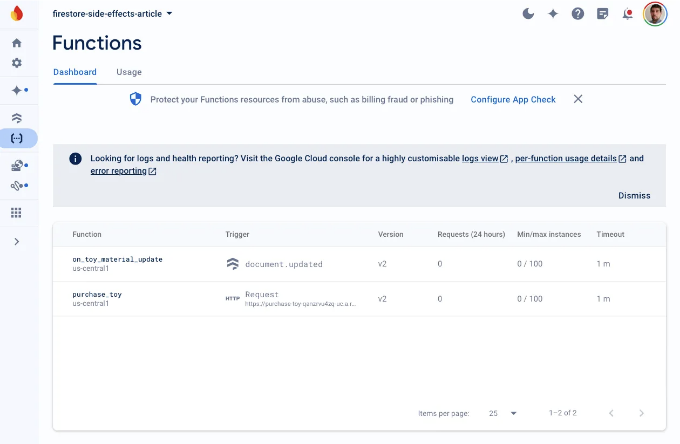 firestore-side-effects-article
Functions
Dashboard Usage
Protect your Functions resources from abuse, such as billing fraud or phishing Configure App Check
Looking for logs and health reporting? Visit the Google Cloud console for a highly customisable logs view , per-function usage details and
error reporting
Dismiss
Function Trigger Version Requests (24 hours) Min/max instances Timeout
on_toy_material_update document.updated v2 0 0 / 100 1 m
us-central1
purchase_toy HTTP Request v2 0 0 / 100 1 m
us-central1
Items per page: 25 1–2 of 2